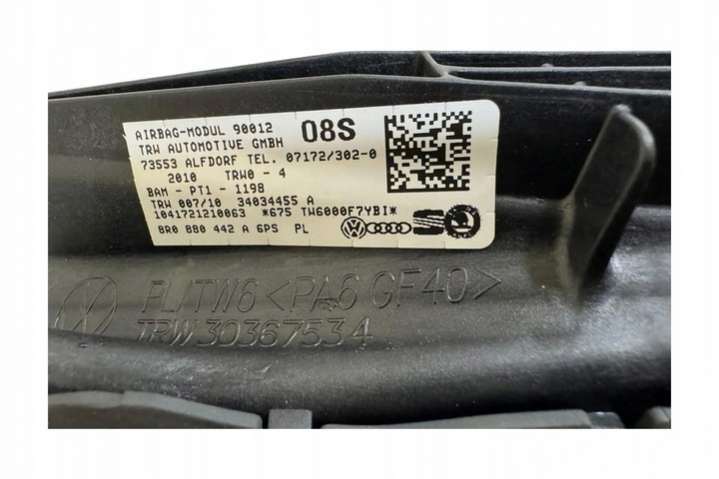 AIRBAG-MODUL 90012 08S
TRW AUTOMOTIVE GMBH
73553 ALFDORF TEL. 07172/302-0
2010 TRW0 - 4
BAM - PT1 - 1198
TRW 007/10 34034455 A
1041721210063 *675 TW6000F7YBI*
8R0 880 442 A 6PS PL
PL/TW6 <PA6 GF40>
TRW 30367534